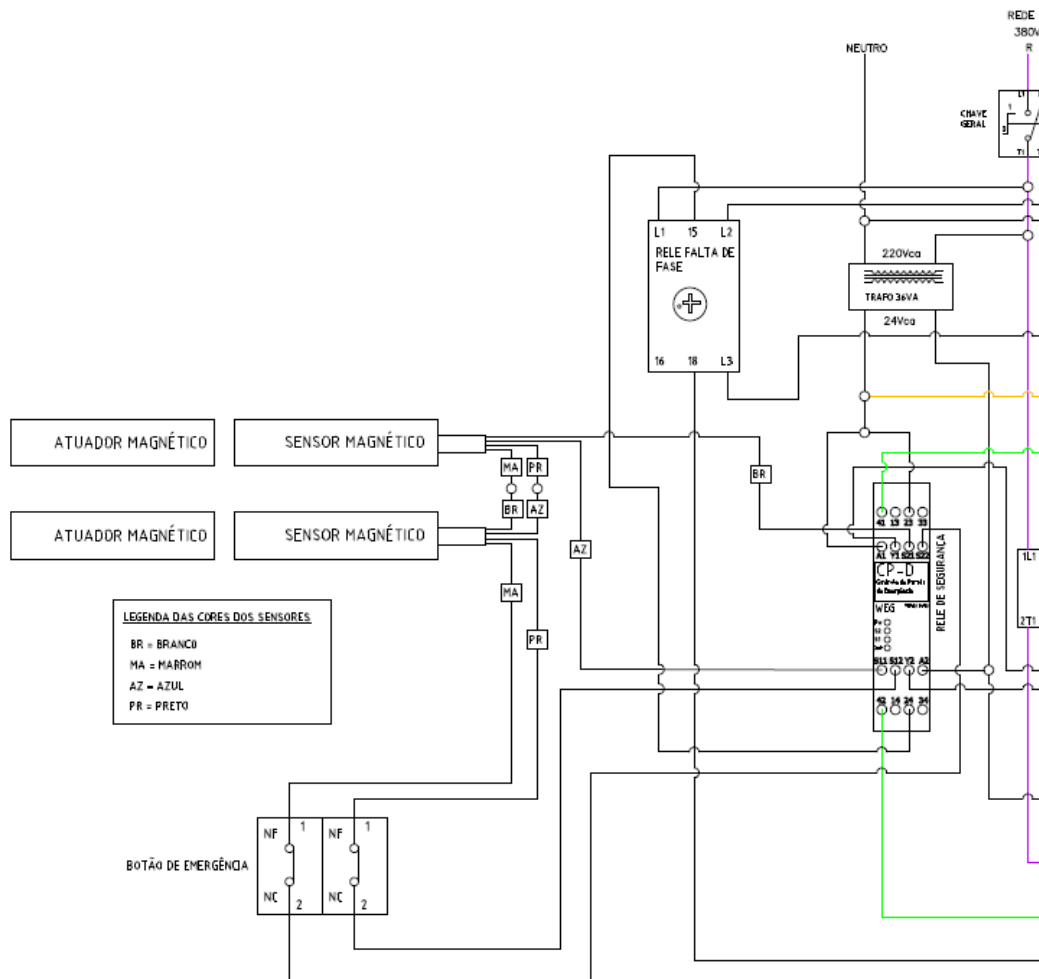 REDE
380V
R
NEUTRO
CHAVE
GERAL
L1
1
T1
L1 15 L2
RELE FALTA DE
FASE
16 18 L3
220Vca
TRAFO 36VA
24Vca
ATUADOR MAGNÉTICO
SENSOR MAGNÉTICO
MA
PR
BR
BR
AZ
ATUADOR MAGNÉTICO
SENSOR MAGNÉTICO
AZ
MA
PR
41 13 23 33
A1 Y1 S21 S22
CP-D
WEG
RELE DE SEGURANÇA
S11 S12 Y2 A2
42 14 24 34
1L1
2T1
LEGENDA DAS CORES DOS SENSORES
BR = BRANCO
MA = MARROM
AZ = AZUL
PR = PRETO
BOTÃO DE EMERGÊNCIA
NF 1 NF 1
NC 2 NC 2